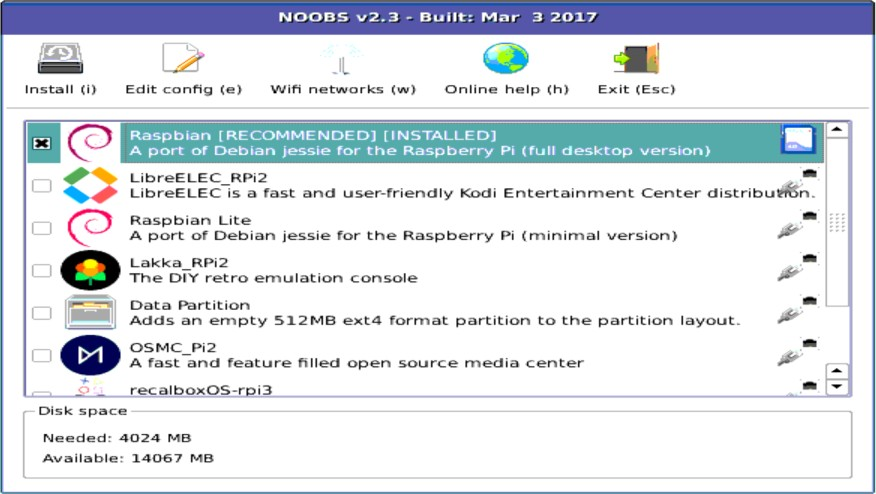 NOOBS v2.3 - Built: Mar 3 2017
Install (i)
Edit config (e)
Wifi networks (w)
Online help (h)
Exit (Esc)
Raspbian [RECOMMENDED] [INSTALLED]
A port of Debian jessie for the Raspberry Pi (full desktop version)
LibreELEC_RPi2
LibreELEC is a fast and user-friendly Kodi Entertainment Center distribution.
Raspbian Lite
A port of Debian jessie for the Raspberry Pi (minimal version)
Lakka_RPi2
The DIY retro emulation console
Data Partition
Adds an empty 512MB ext4 format partition to the partition layout.
OSMC_Pi2
A fast and feature filled open source media center
recalboxOS-rpi3
Disk space
Needed: 4024 MB
Available: 14067 MB